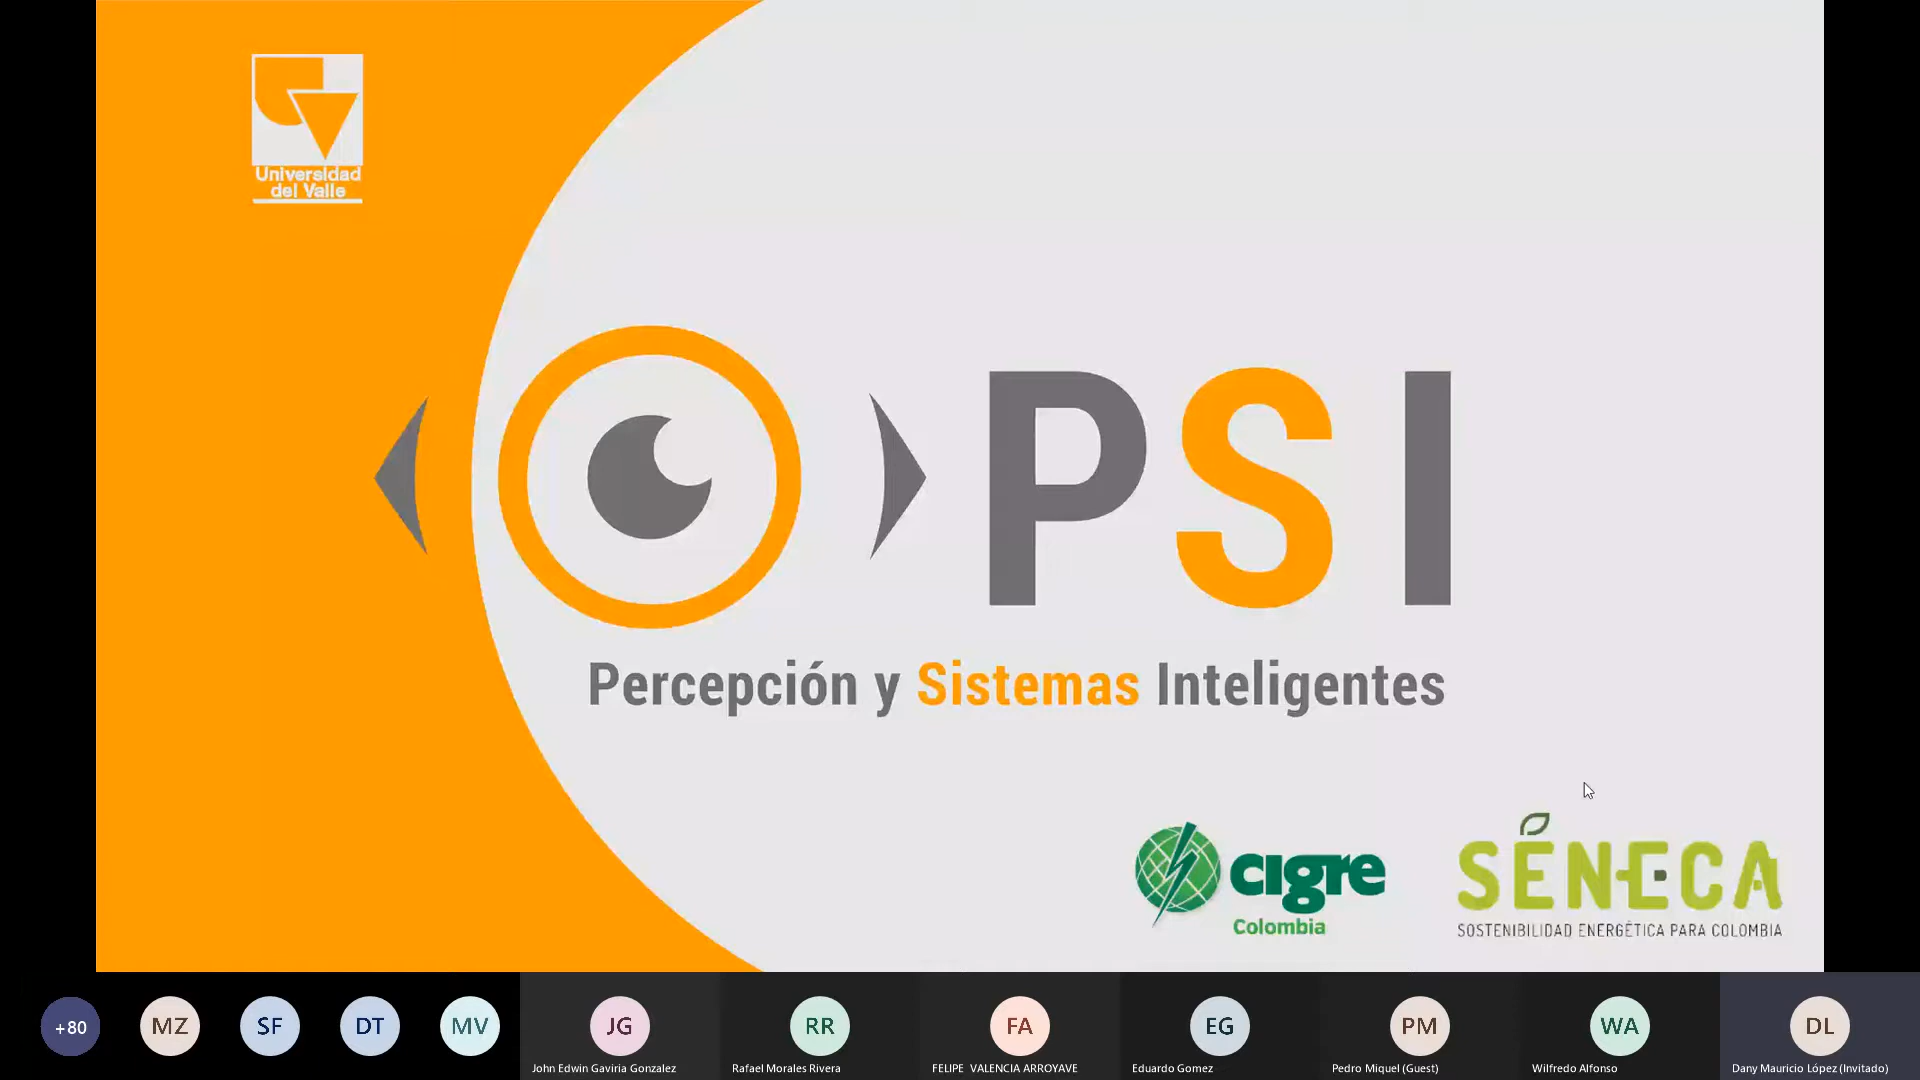 Universidad
del Valle
PSI
Percepción y Sistemas Inteligentes
cigre
Colombia
SÉNECA
SOSTENIBILIDAD ENERGÉTICA PARA COLOMBIA
+80
MZ
SF
DT
MV
JG
RR
FA
EG
PM
WA
DL
John Edwin Gaviria Gonzalez
Rafael Morales Rivera
FELIPE VALENCIA ARROYAVE
Eduardo Gomez
Pedro Miquel (Guest)
Wilfredo Alfonso
Dany Mauricio López (Invitado)